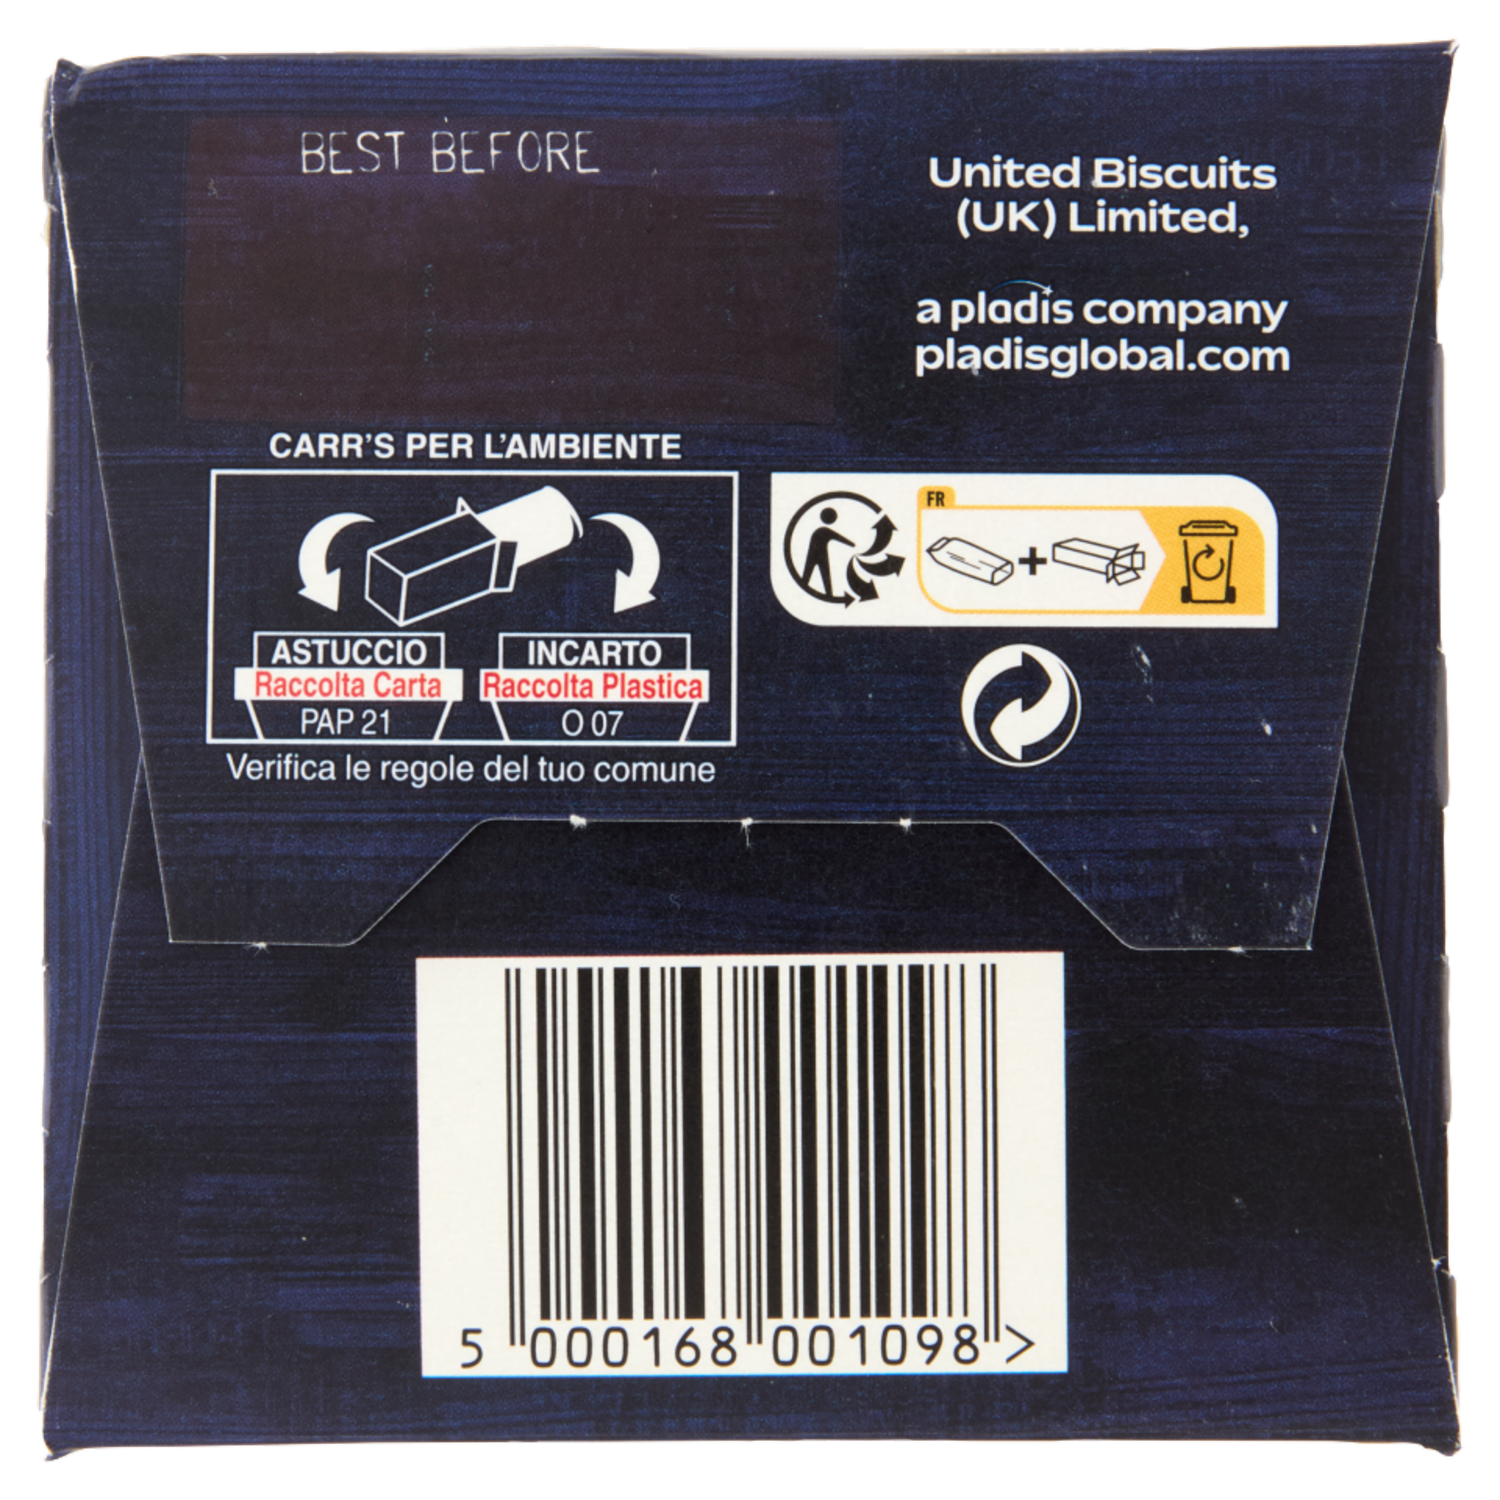 BEST BEFORE
United Biscuits
(UK) Limited,
a pladis company
pladisglobal.com
CARR'S PER L'AMBIENTE
ASTUCCIO
Raccolta Carta
PAP 21
INCARTO
Raccolta Plastica
O 07
Verifica le regole del tuo comune
FR
5 000168 001098 >